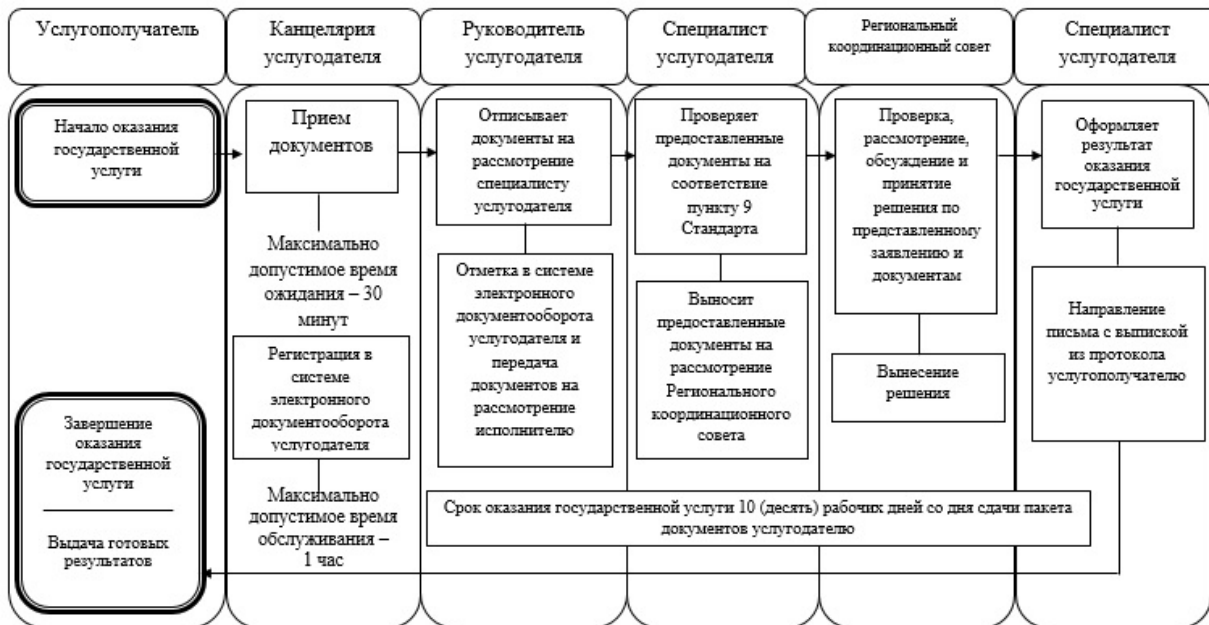 Услугополучатель
Канцелярия
услугодателя
Руководитель
услугодателя
Специалист
услугодателя
Региональный
координационный совет
Специалист
услугодателя
Начало оказания
государственной
услуги
Прием
документов
Отписывает
документы на
рассмотрение
специалисту
услугодателя
Проверяет
предоставленные
документы на
соответствие
пункту 9
Стандарта
Проверка,
рассмотрение,
обсуждение и
принятие
решения по
представленному
заявлению и
документам
Оформляет
результат
оказания
государственной
услуги
Максимально
допустимое время
ожидания – 30
минут
Отметка в системе
электронного
документооборота
услугодателя и
передача
документов на
рассмотрение
исполнителю
Выносит
предоставленные
документы на
рассмотрение
Регионального
координационного
совета
Вынесение
решения
Направление
письма с выпиской
из протокола
услугополучателю
Регистрация в
системе
электронного
документооборота
услугодателя
Завершение
оказания
государственной
услуги
Выдача готовых
результатов
Максимально
допустимое время
обслуживания –
1 час
Срок оказания государственной услуги 10 (десять) рабочих дней со дня сдачи пакета
документов услугодателю